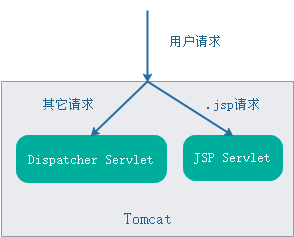 用户请求
其它请求
.jsp请求
Dispatcher Servlet
JSP Servlet
Tomcat